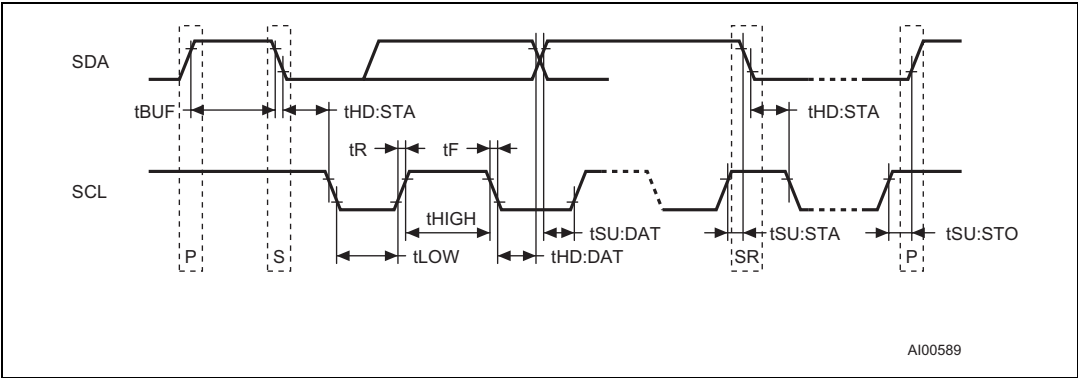 SDA
tBUF
tHD:STA
tHD:STA
tR
tF
SCL
tHIGH
tSU:DAT
tSU:STA
tSU:STO
P
S
tLOW
tHD:DAT
SR
P
AI00589